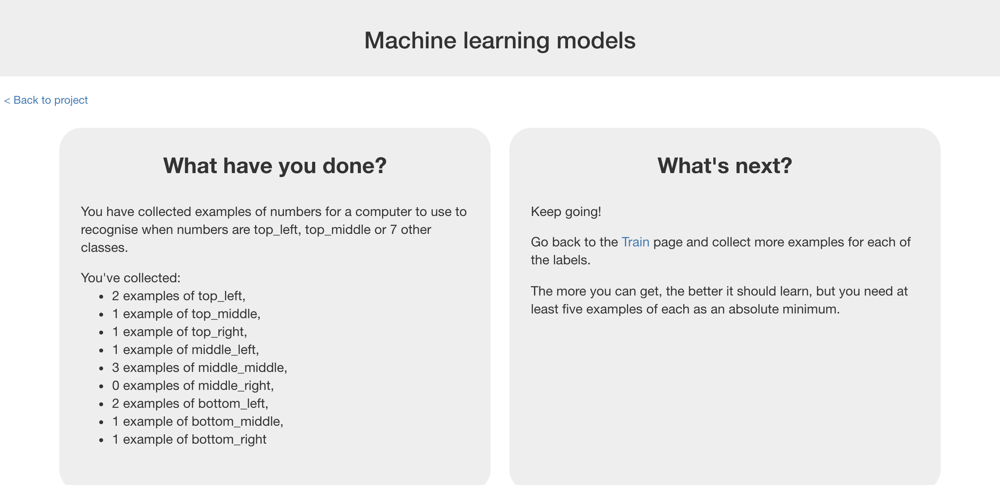 Machine learning models
< Back to project
What have you done?
You have collected examples of numbers for a computer to use to
recognise when numbers are top_left, top_middle or 7 other
classes.
You've collected:
• 2 examples of top_left,
• 1 example of top_middle,
• 1 example of top_right,
• 1 example of middle_left,
• 3 examples of middle_middle,
• 0 examples of middle_right,
• 2 examples of bottom_left,
• 1 example of bottom_middle,
• 1 example of bottom_right
What's next?
Keep going!
Go back to the Train page and collect more examples for each of
the labels.
The more you can get, the better it should learn, but you need at
least five examples of each as an absolute minimum.